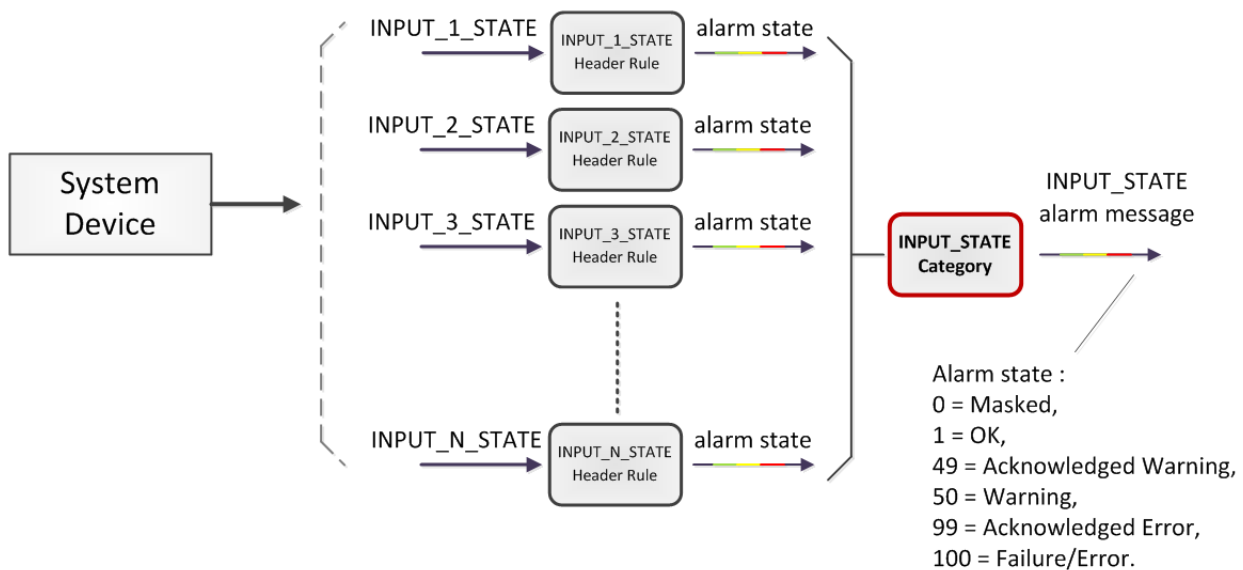 System
Device
INPUT_1_STATE
INPUT_1_STATE
Header Rule
alarm state
INPUT_2_STATE
INPUT_2_STATE
Header Rule
alarm state
INPUT_3_STATE
INPUT_3_STATE
Header Rule
alarm state
INPUT_N_STATE
INPUT_N_STATE
Header Rule
alarm state
INPUT_STATE
Category
INPUT_STATE
alarm message
Alarm state :
0 = Masked,
1 = OK,
49 = Acknowledged Warning,
50 = Warning,
99 = Acknowledged Error,
100 = Failure/Error.